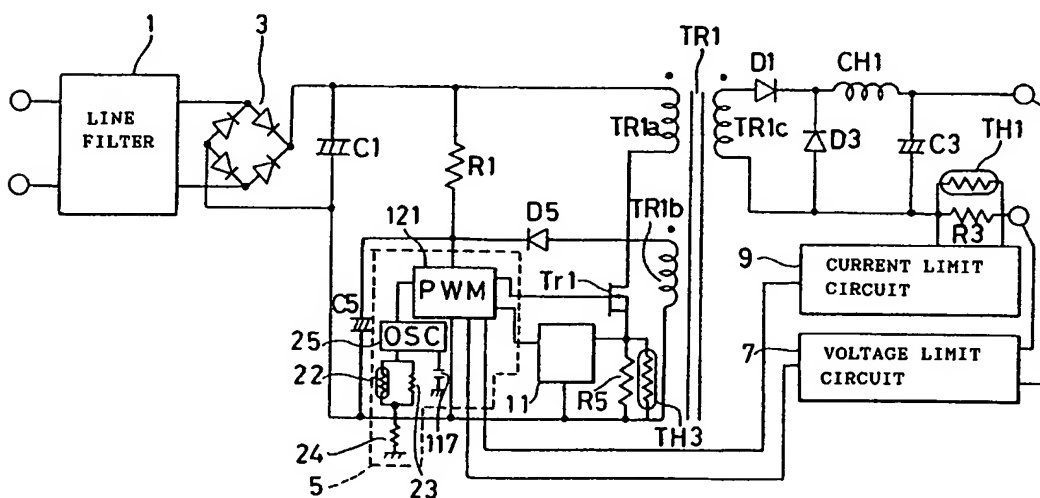 1
3
TR1
D1
CH1
LINE
FILTER
C1
R1
TR1a
TR1c
D3
C3
TH1
121
D5
TR1b
R3
9
CURRENT LIMIT
CIRCUIT
PWM
Tr1
C5
OSC
25
7
VOLTAGE LIMIT
CIRCUIT
22
11
R5
24
117
TH3
5
23